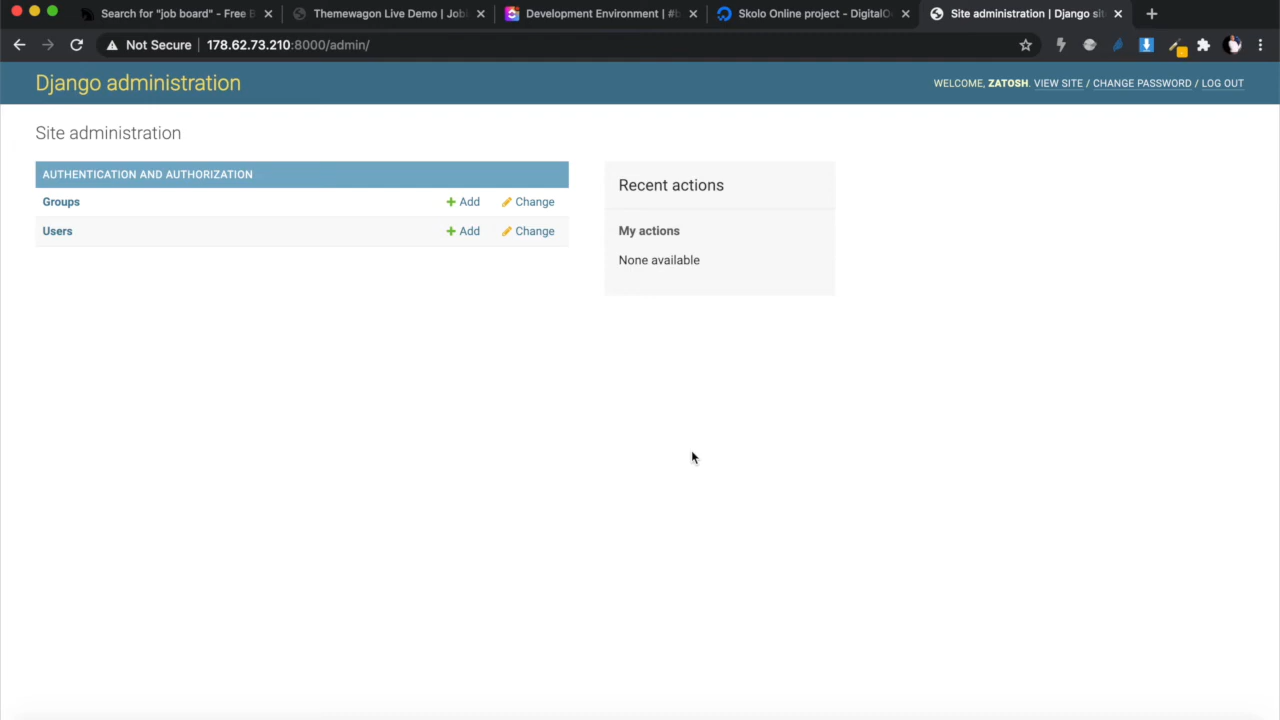 Search for “job board” - Free B
Themewagon Live Demo | Job
Development Environment | #b
Skolo Online project - DigitalO
Site administration | Django sit
Not Secure
178.62.73.210:8000/admin/
Django administration
WELCOME, ZATOSH. VIEW SITE / CHANGE PASSWORD / LOG OUT
Site administration
AUTHENTICATION AND AUTHORIZATION
Groups Add Change
Users Add Change
Recent actions
My actions
None available